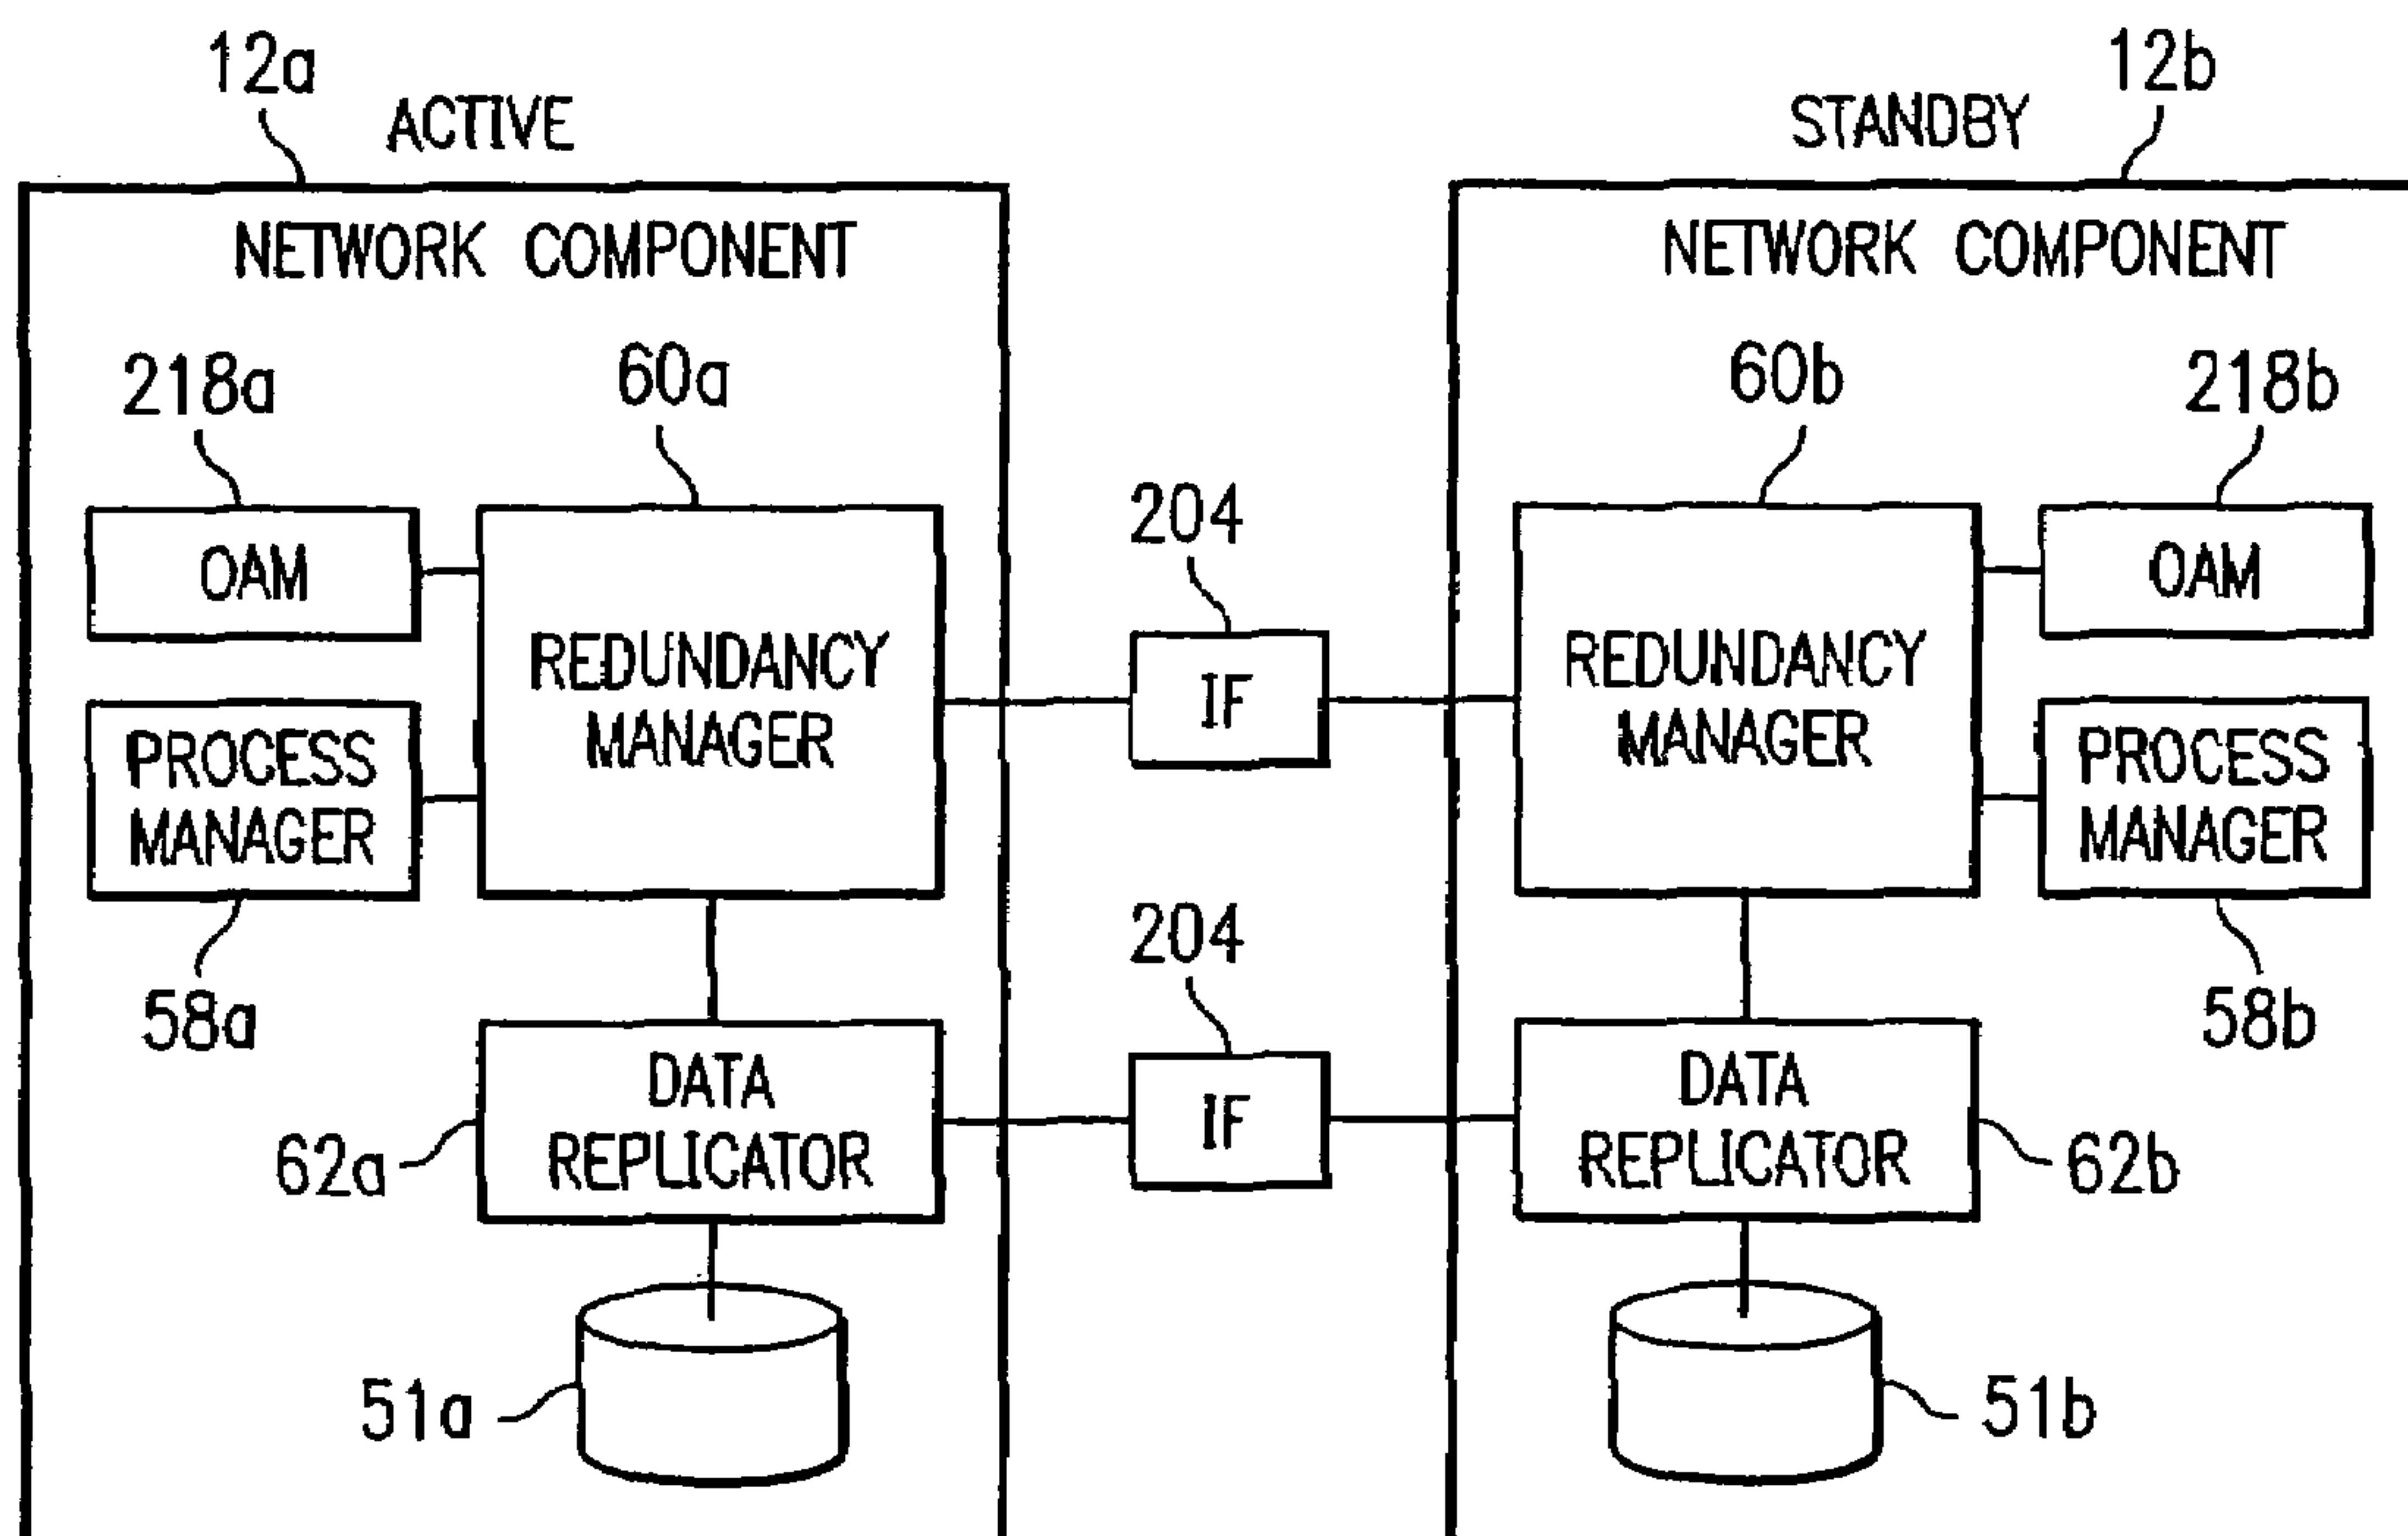 12a
ACTIVE
STANDBY
12b
NETWORK COMPONENT
NETWORK COMPONENT
218a
60a
60b
218b
OAM
REDUNDANCY
MANAGER
204
IF
REDUNDANCY
MANAGER
OAM
PROCESS
MANAGER
PROCESS
MANAGER
58a
204
58b
DATA
REPLICATOR
IF
DATA
REPLICATOR
62a
62b
51a
51b